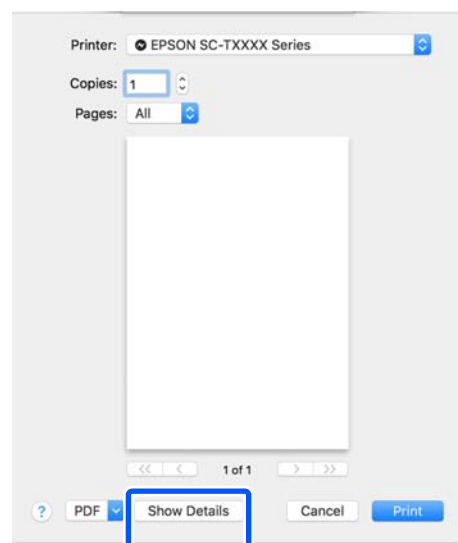 Printer: EPSON SC-TXXXX Series
Copies: 1
Pages: All
<< < 1 of 1 > >>
? PDF Show Details Cancel Print